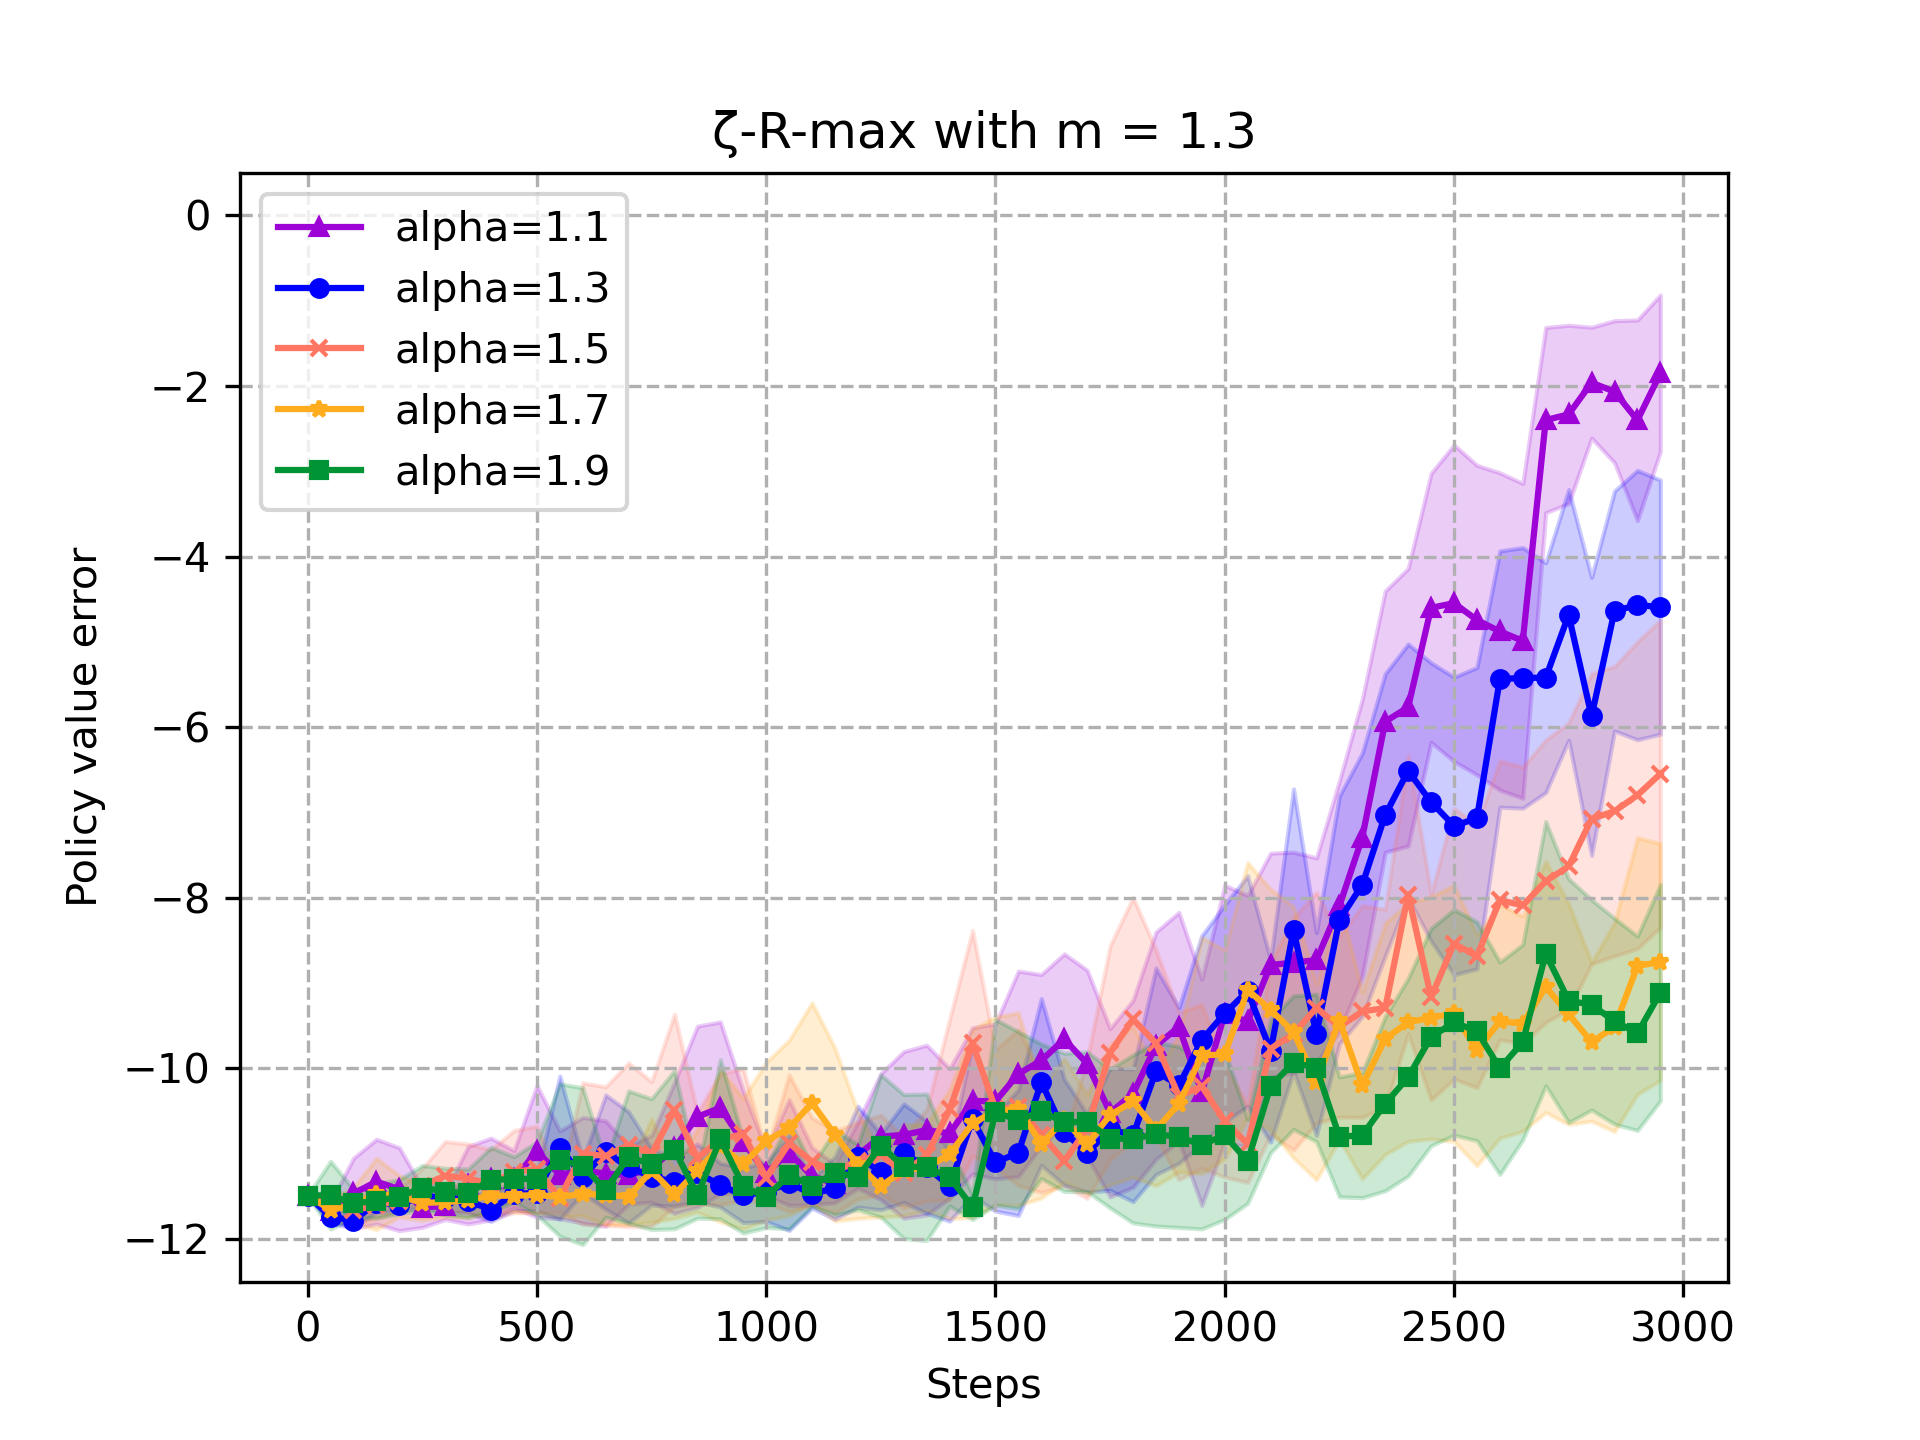 ζ-R-max with m = 1.3
alpha=1.1
alpha=1.3
alpha=1.5
alpha=1.7
alpha=1.9
Policy value error
0
−2
−4
−6
−8
−10
−12
0 500 1000 1500 2000 2500 3000
Steps